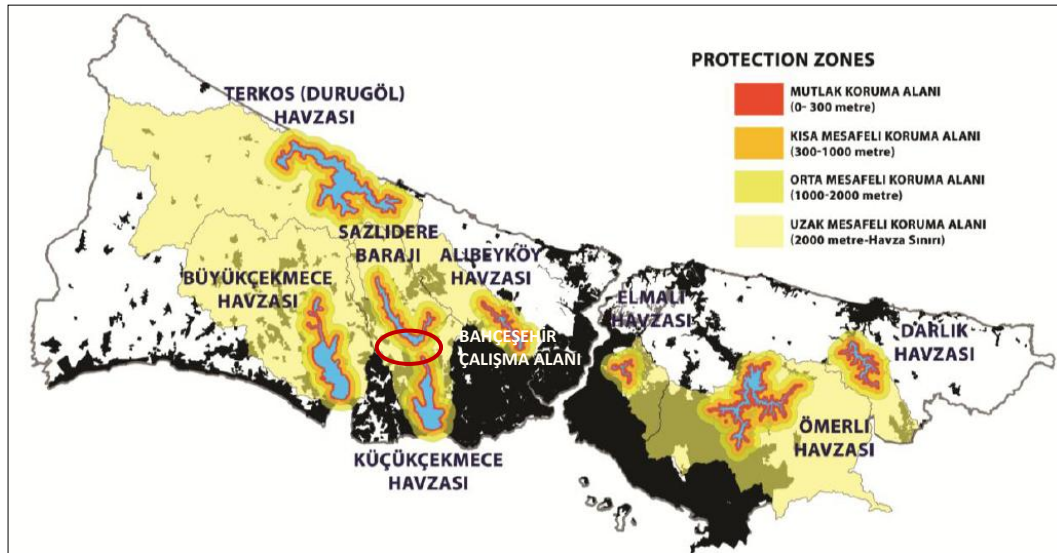 TERKOS (DURUGÖL)
HAVZASI
SAZLIDERE
BARAJI
ALIBEYKÖY
HAVZASI
BÜYÜKÇEKMECE
HAVZASI
BAHÇEŞEHİR
ÇALIŞMA ALANI
KÜÇÜKÇEKMECE
HAVZASI
ELMALI
HAVZASI
DARLIK
HAVZASI
ÖMERLİ
HAVZASI
PROTECTION ZONES
MUTLAK KORUMA ALANI
(0- 300 metre)
KISA MESAFELİ KORUMA ALANI
(300-1000 metre)
ORTA MESAFELİ KORUMA ALANI
(1000-2000 metre)
UZAK MESAFELİ KORUMA ALANI
(2000 metre-Havza Sınırı)